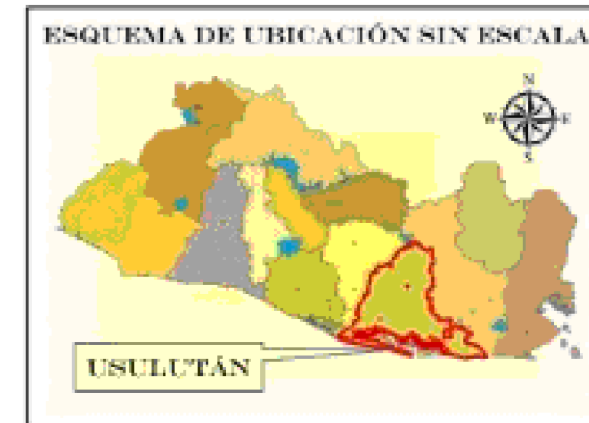 ESQUEMA DE UBICACIÓN SIN ESCALA
N
W E
S
USULUTÁN